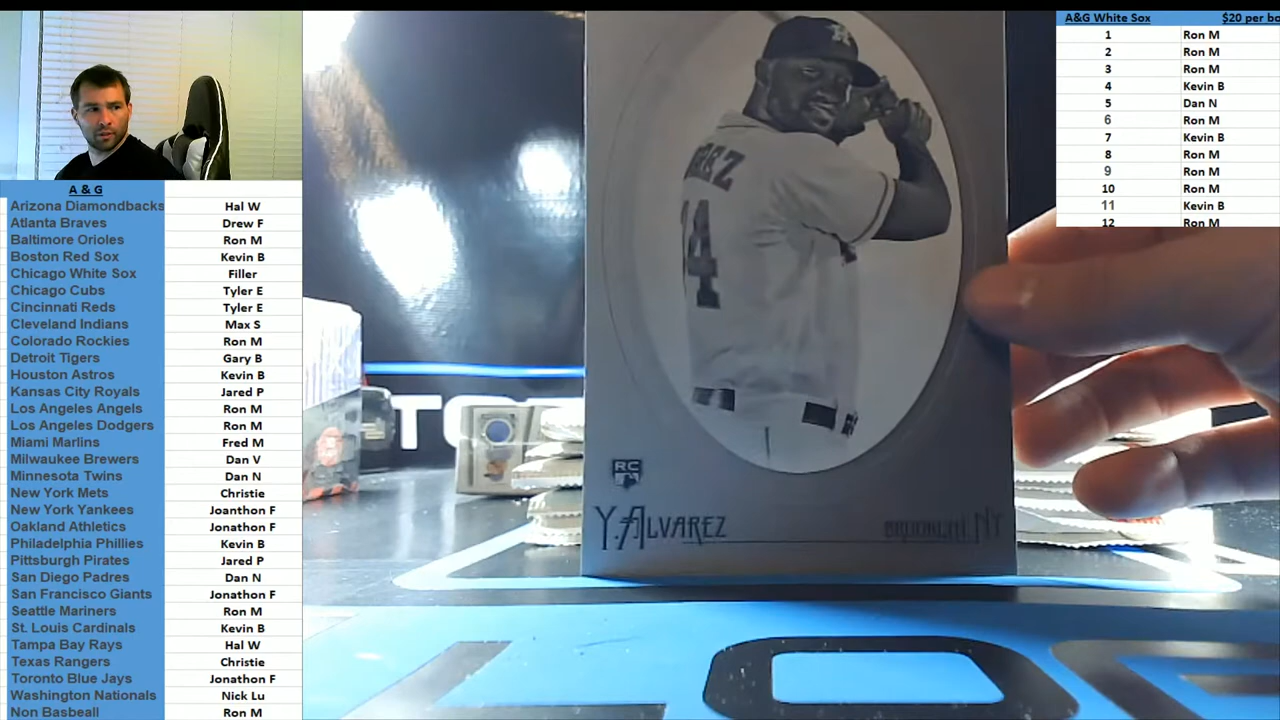 A & G
Arizona Diamondbacks Hal W
Atlanta Braves Drew F
Baltimore Orioles Ron M
Boston Red Sox Kevin B
Chicago White Sox Filler
Chicago Cubs Tyler E
Cincinnati Reds Tyler E
Cleveland Indians Max S
Colorado Rockies Ron M
Detroit Tigers Gary B
Houston Astros Kevin B
Kansas City Royals Jared P
Los Angeles Angels Ron M
Los Angeles Dodgers Ron M
Miami Marlins Fred M
Milwaukee Brewers Dan V
Minnesota Twins Dan N
New York Mets Christie
New York Yankees Joanthon F
Oakland Athletics Jonathon F
Philadelphia Phillies Kevin B
Pittsburgh Pirates Jared P
San Diego Padres Dan N
San Francisco Giants Jonathon F
Seattle Mariners Ron M
St. Louis Cardinals Kevin B
Tampa Bay Rays Hal W
Texas Rangers Christie
Toronto Blue Jays Jonathon F
Washington Nationals Nick Lu
Non Basbeall Ron M
H
REZ
14
RC
Y. Alvarez
BROOKLYN, NY
A&G White Sox $20 per bo
1 Ron M
2 Ron M
3 Ron M
4 Kevin B
5 Dan N
6 Ron M
7 Kevin B
8 Ron M
9 Ron M
10 Ron M
11 Kevin B
12 Ron M